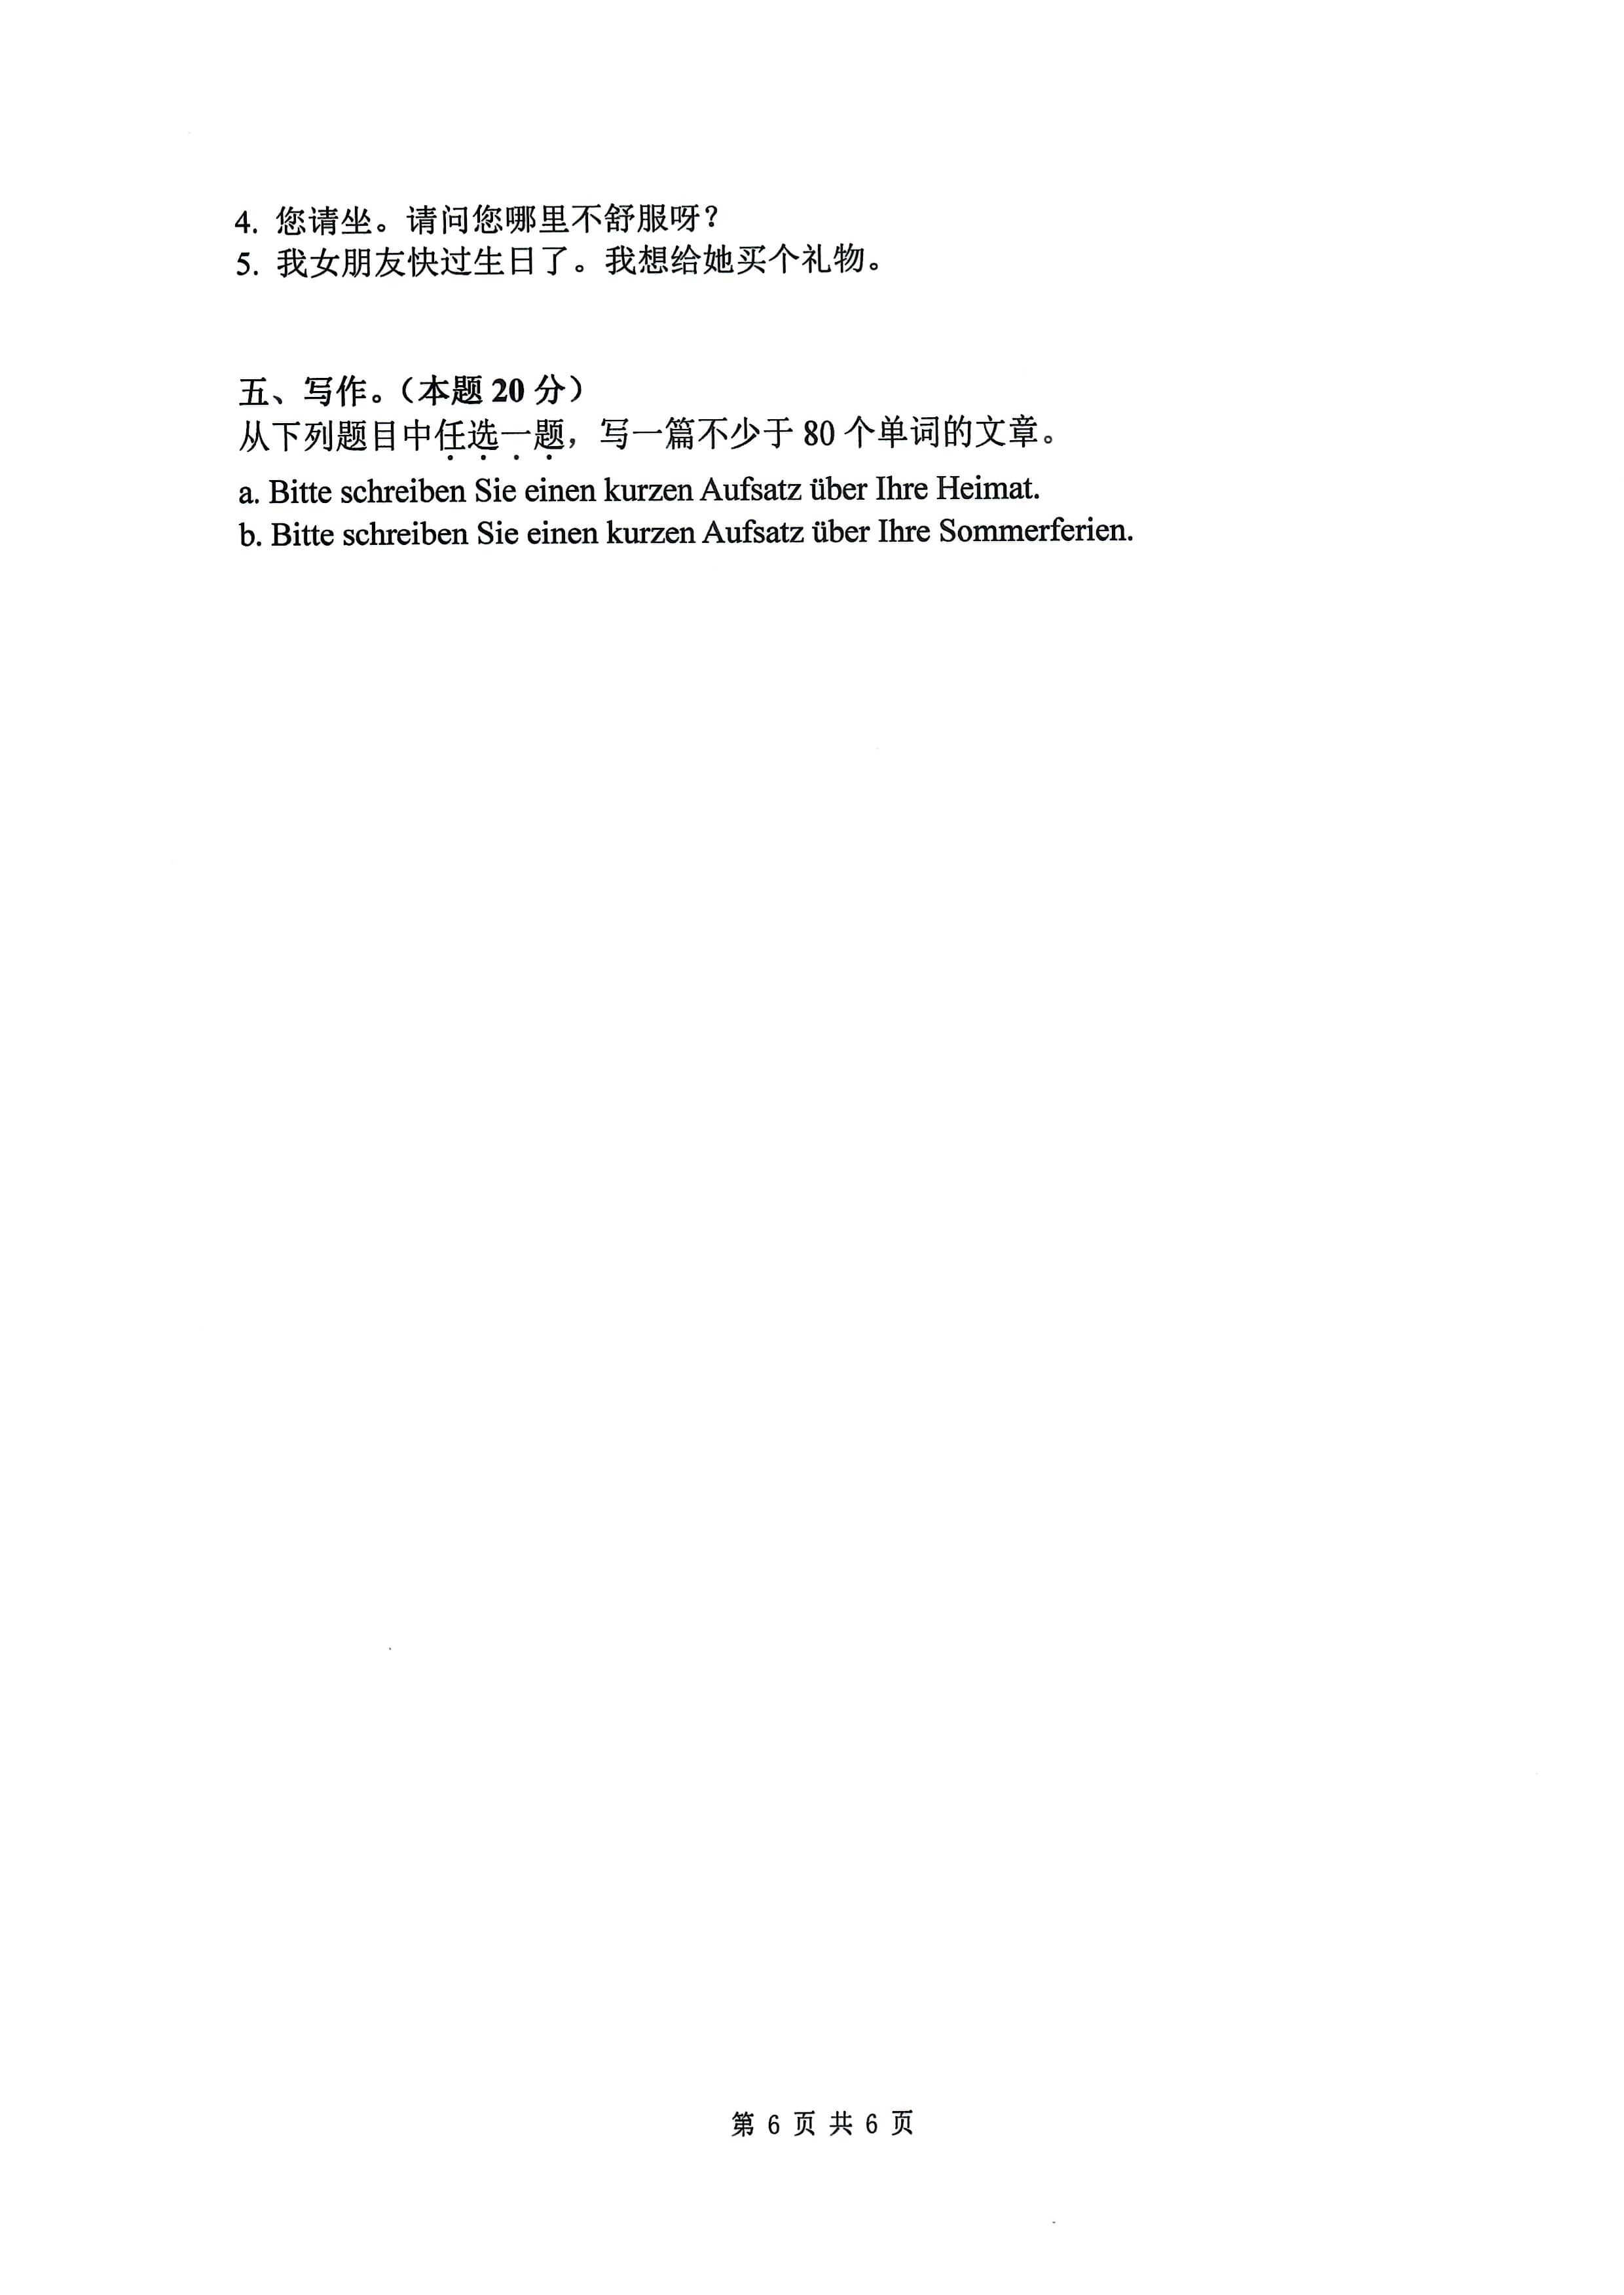 4. 您请坐。请问您哪里不舒服呀？
5. 我女朋友快过生日了。我想给她买个礼物。
五、写作。（本题 20 分）
从下列题目中任选一题，写一篇不少于 80 个单词的文章。
a. Bitte schreiben Sie einen kurzen Aufsatz über Ihre Heimat.
b. Bitte schreiben Sie einen kurzen Aufsatz über Ihre Sommerferien.
第 6 页 共 6 页